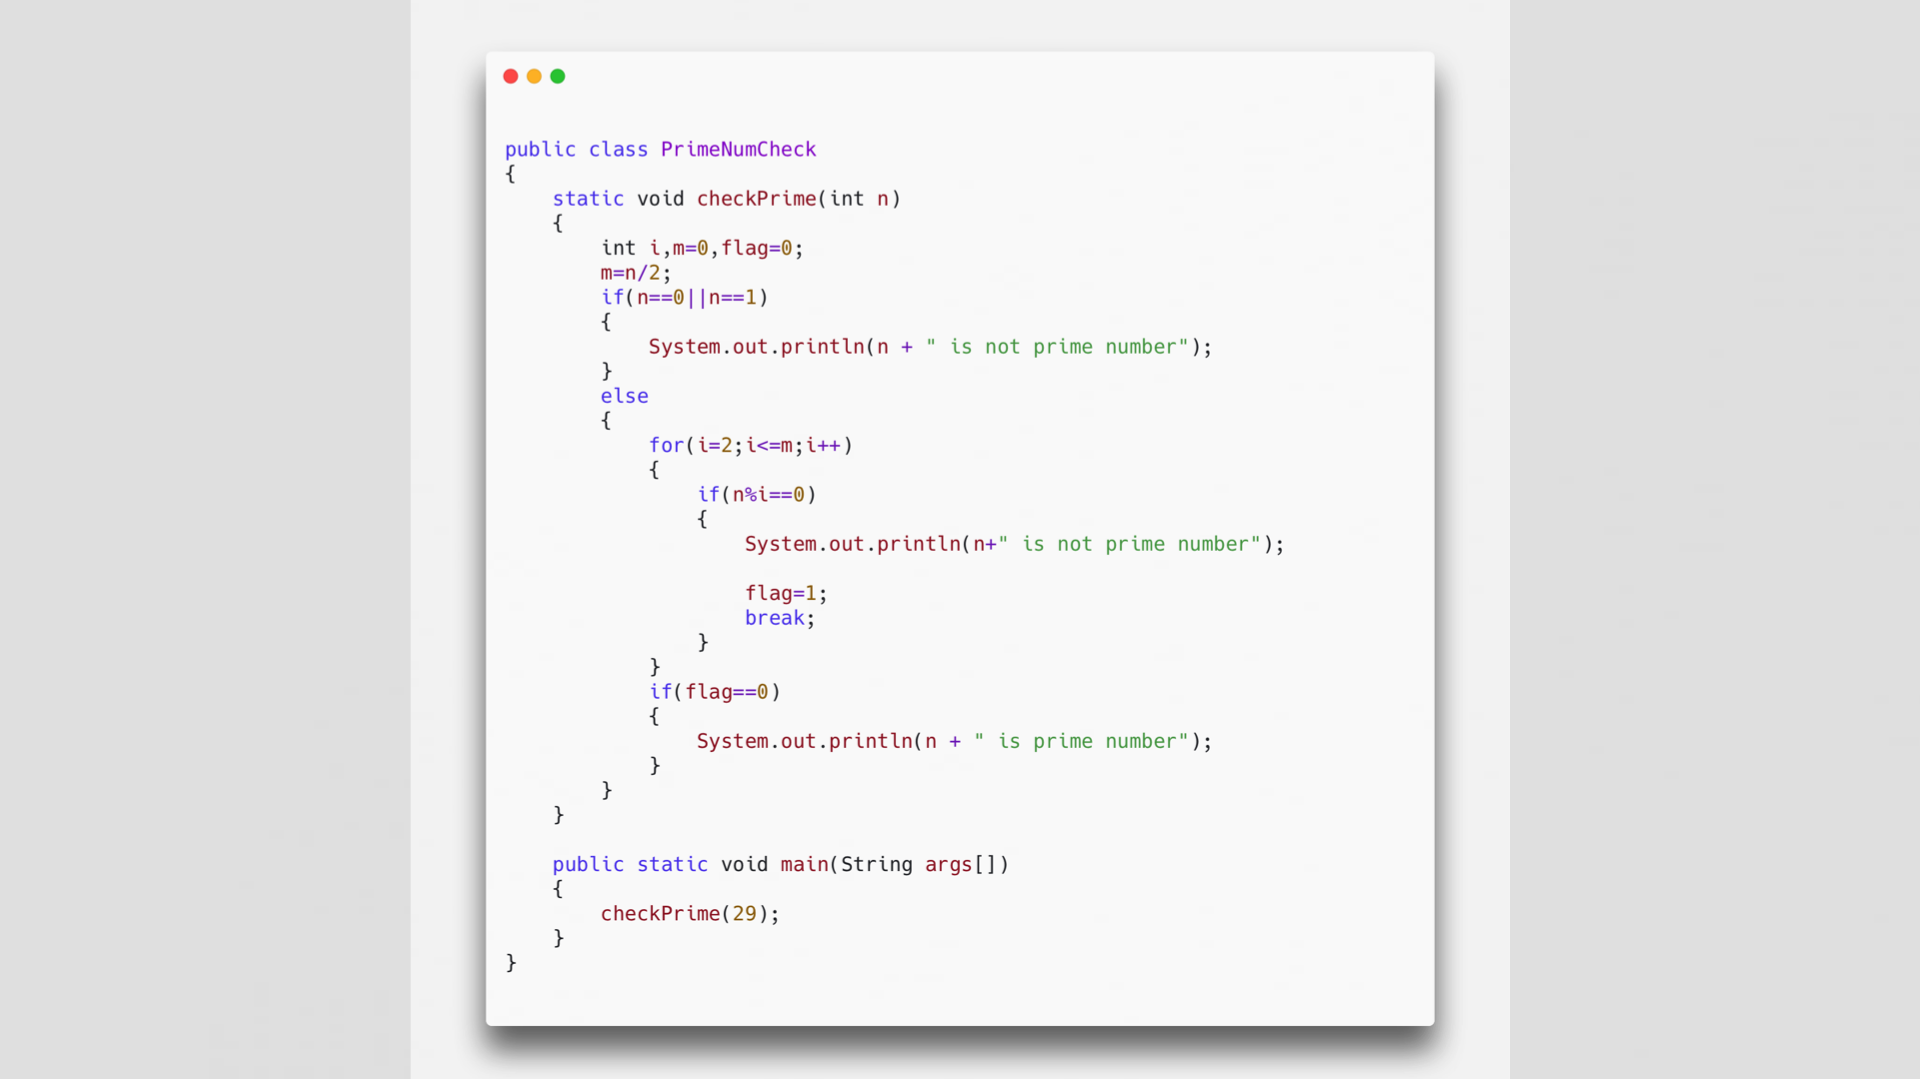 public class PrimeNumCheck
{
    static void checkPrime(int n)
    {
        int i,m=0,flag=0;
        m=n/2;
        if(n==0||n==1)
        {
            System.out.println(n + " is not prime number");
        }
        else
        {
            for(i=2;i<=m;i++)
            {
                if(n%i==0)
                {
                    System.out.println(n+" is not prime number");

                    flag=1;
                    break;
                }
            }
            if(flag==0)
            {
                System.out.println(n + " is prime number");
            }
        }
    }

    public static void main(String args[])
    {
        checkPrime(29);
    }
}